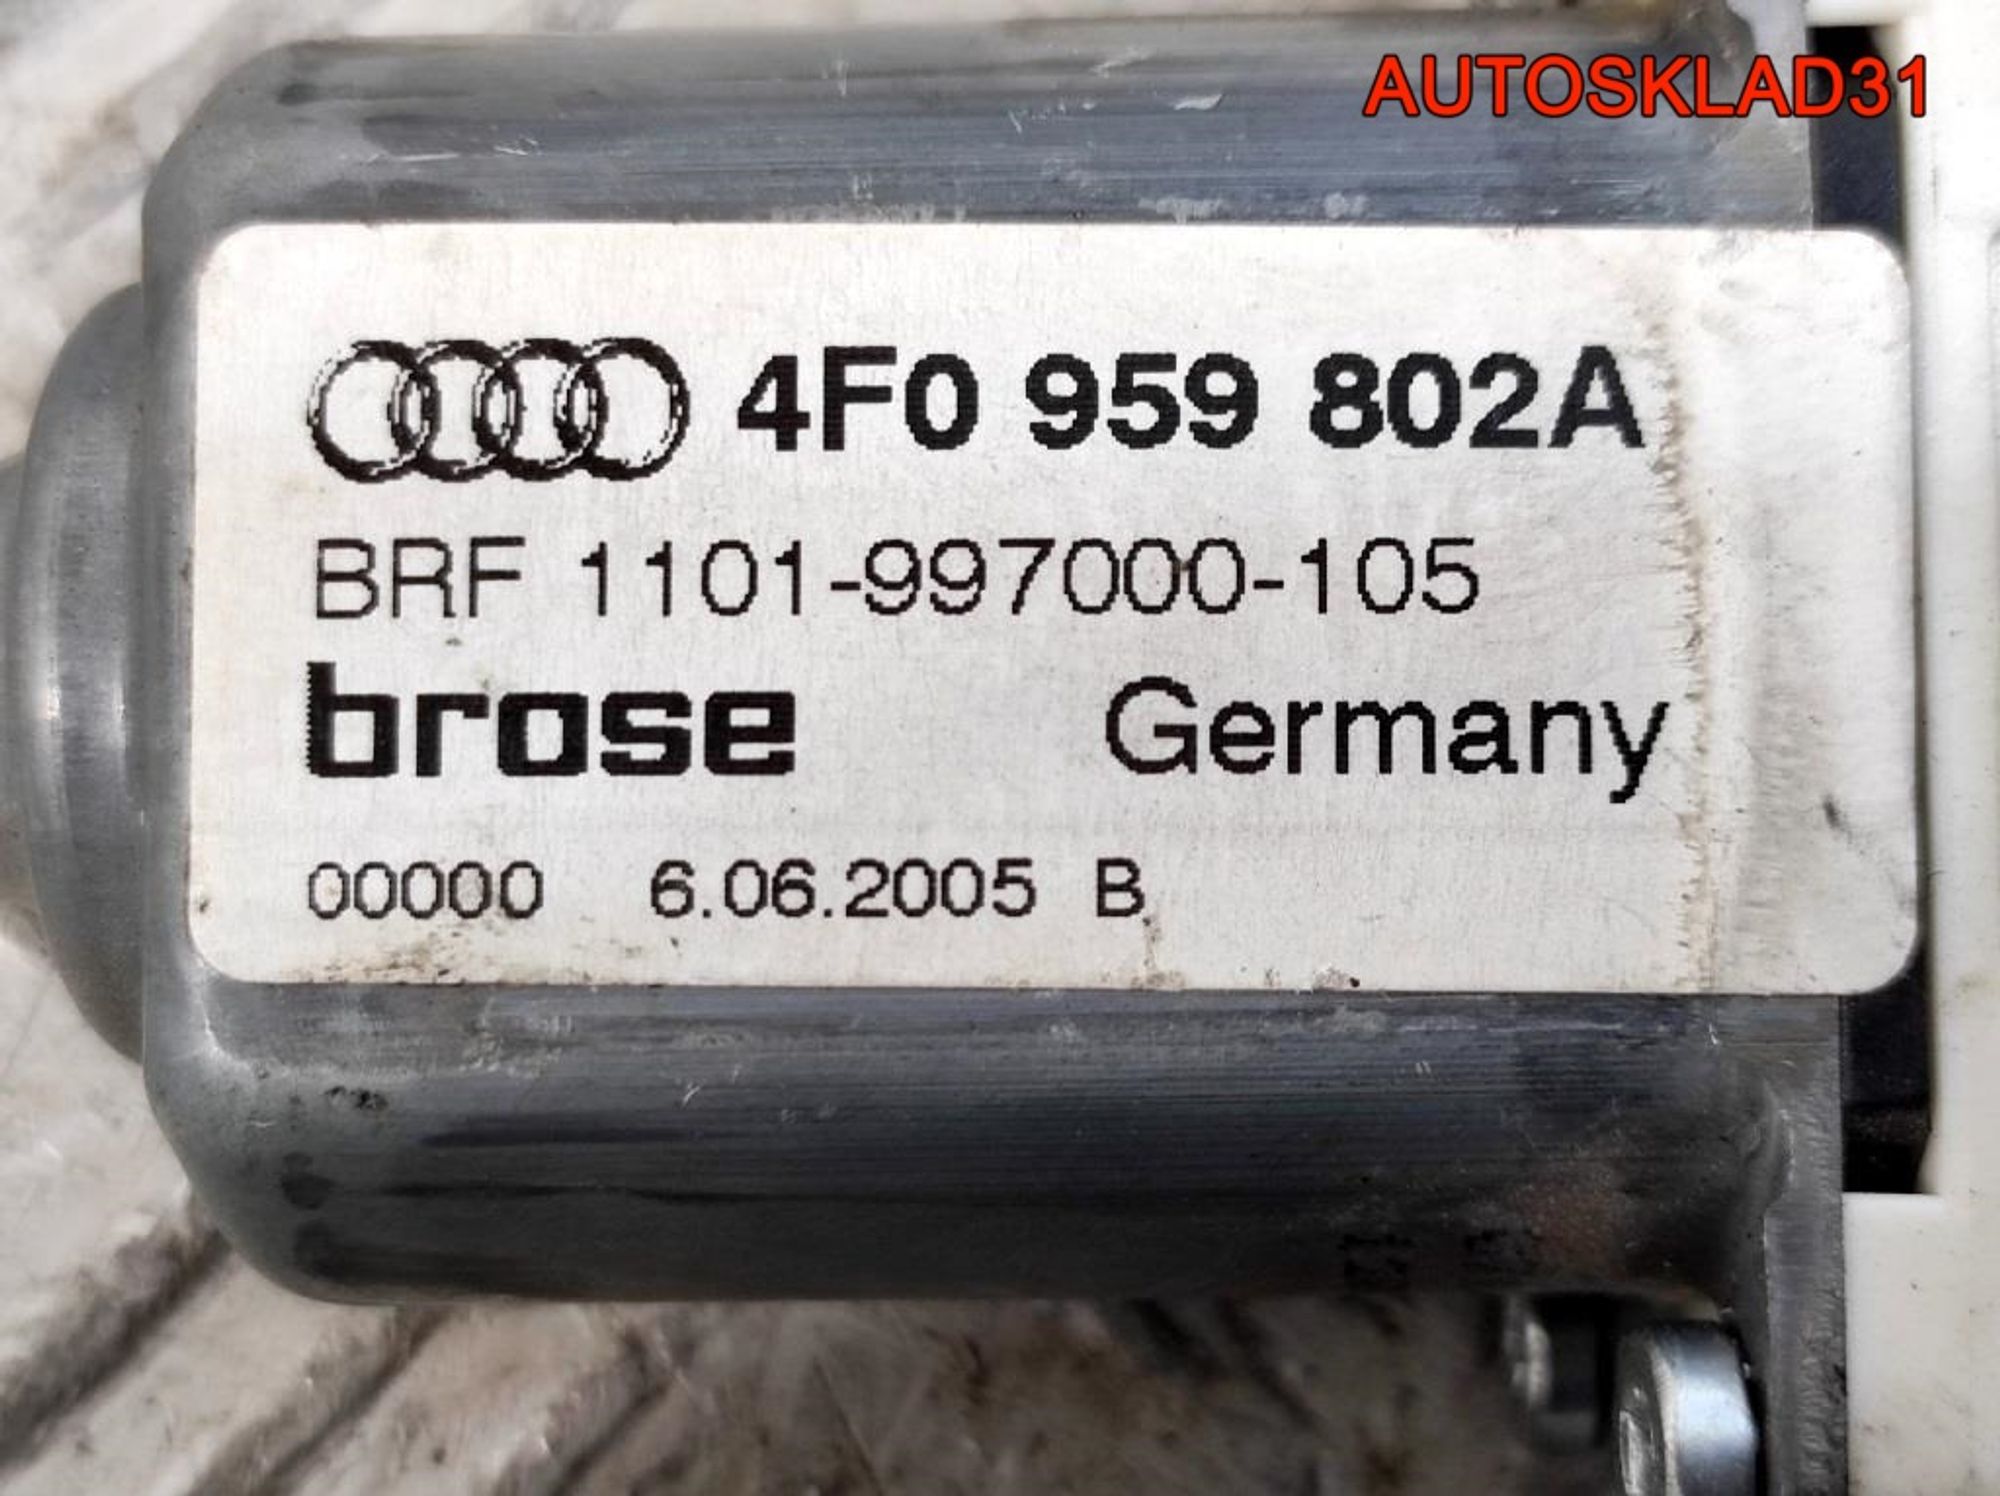 AUTOSKLAD31
4F0 959 802A
BRF 1101-997000-105
brose Germany
00000 6.06.2005 B